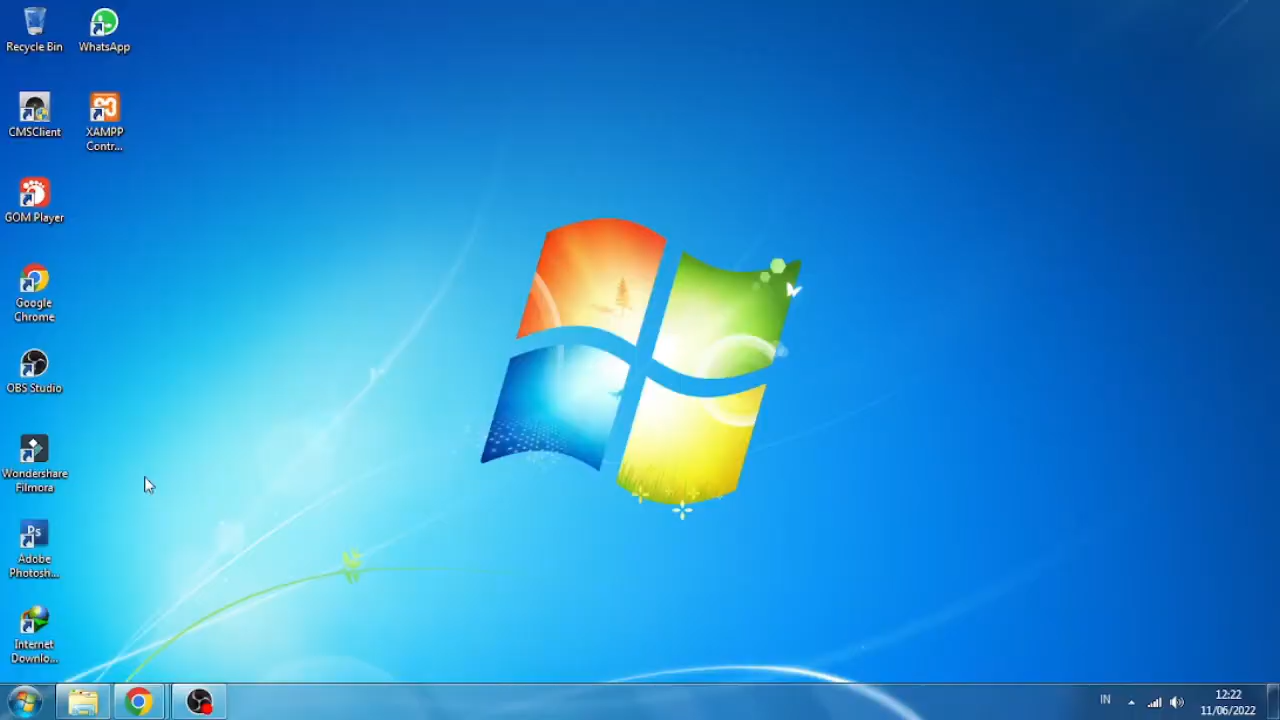 Recycle Bin
WhatsApp
CMSClient
XAMPP
Contr...
GOM Player
Google
Chrome
OBS Studio
Wondershare
Filmora
Ps
Adobe
Photosh...
Internet
Downlo...
IN
12:22
11/06/2022